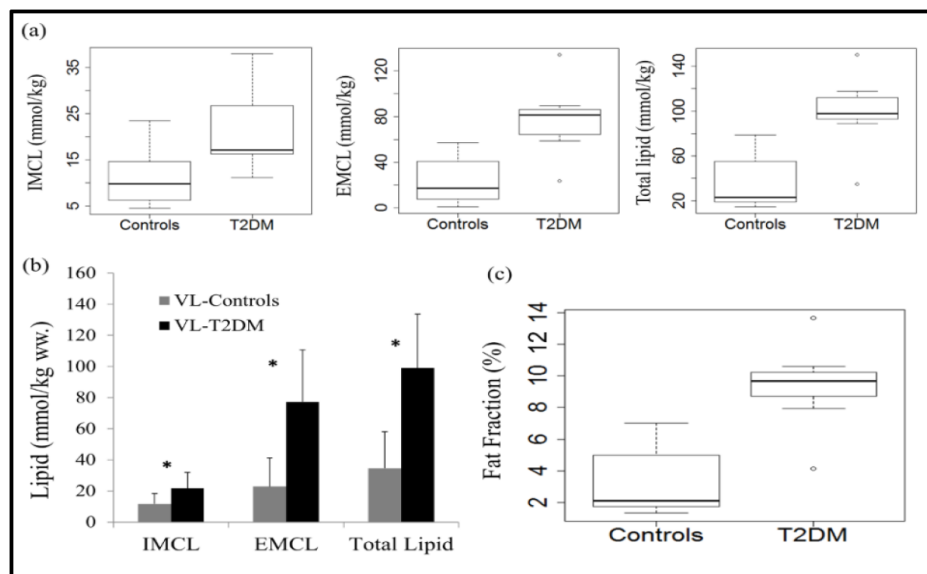 (a)
IMCL (mmol/kg)
35
25
15
5
Controls T2DM
EMCL (mmol/kg)
120
80
40
0
Controls T2DM
Total lipid (mmol/kg)
140
100
60
20
Controls T2DM
(b)
Lipid (mmol/kg ww.)
160
140
120
100
80
60
40
20
0
VL-Controls
VL-T2DM
*
*
*
IMCL EMCL Total Lipid
(c)
Fat Fraction (%)
14
12
10
8
6
4
2
Controls T2DM